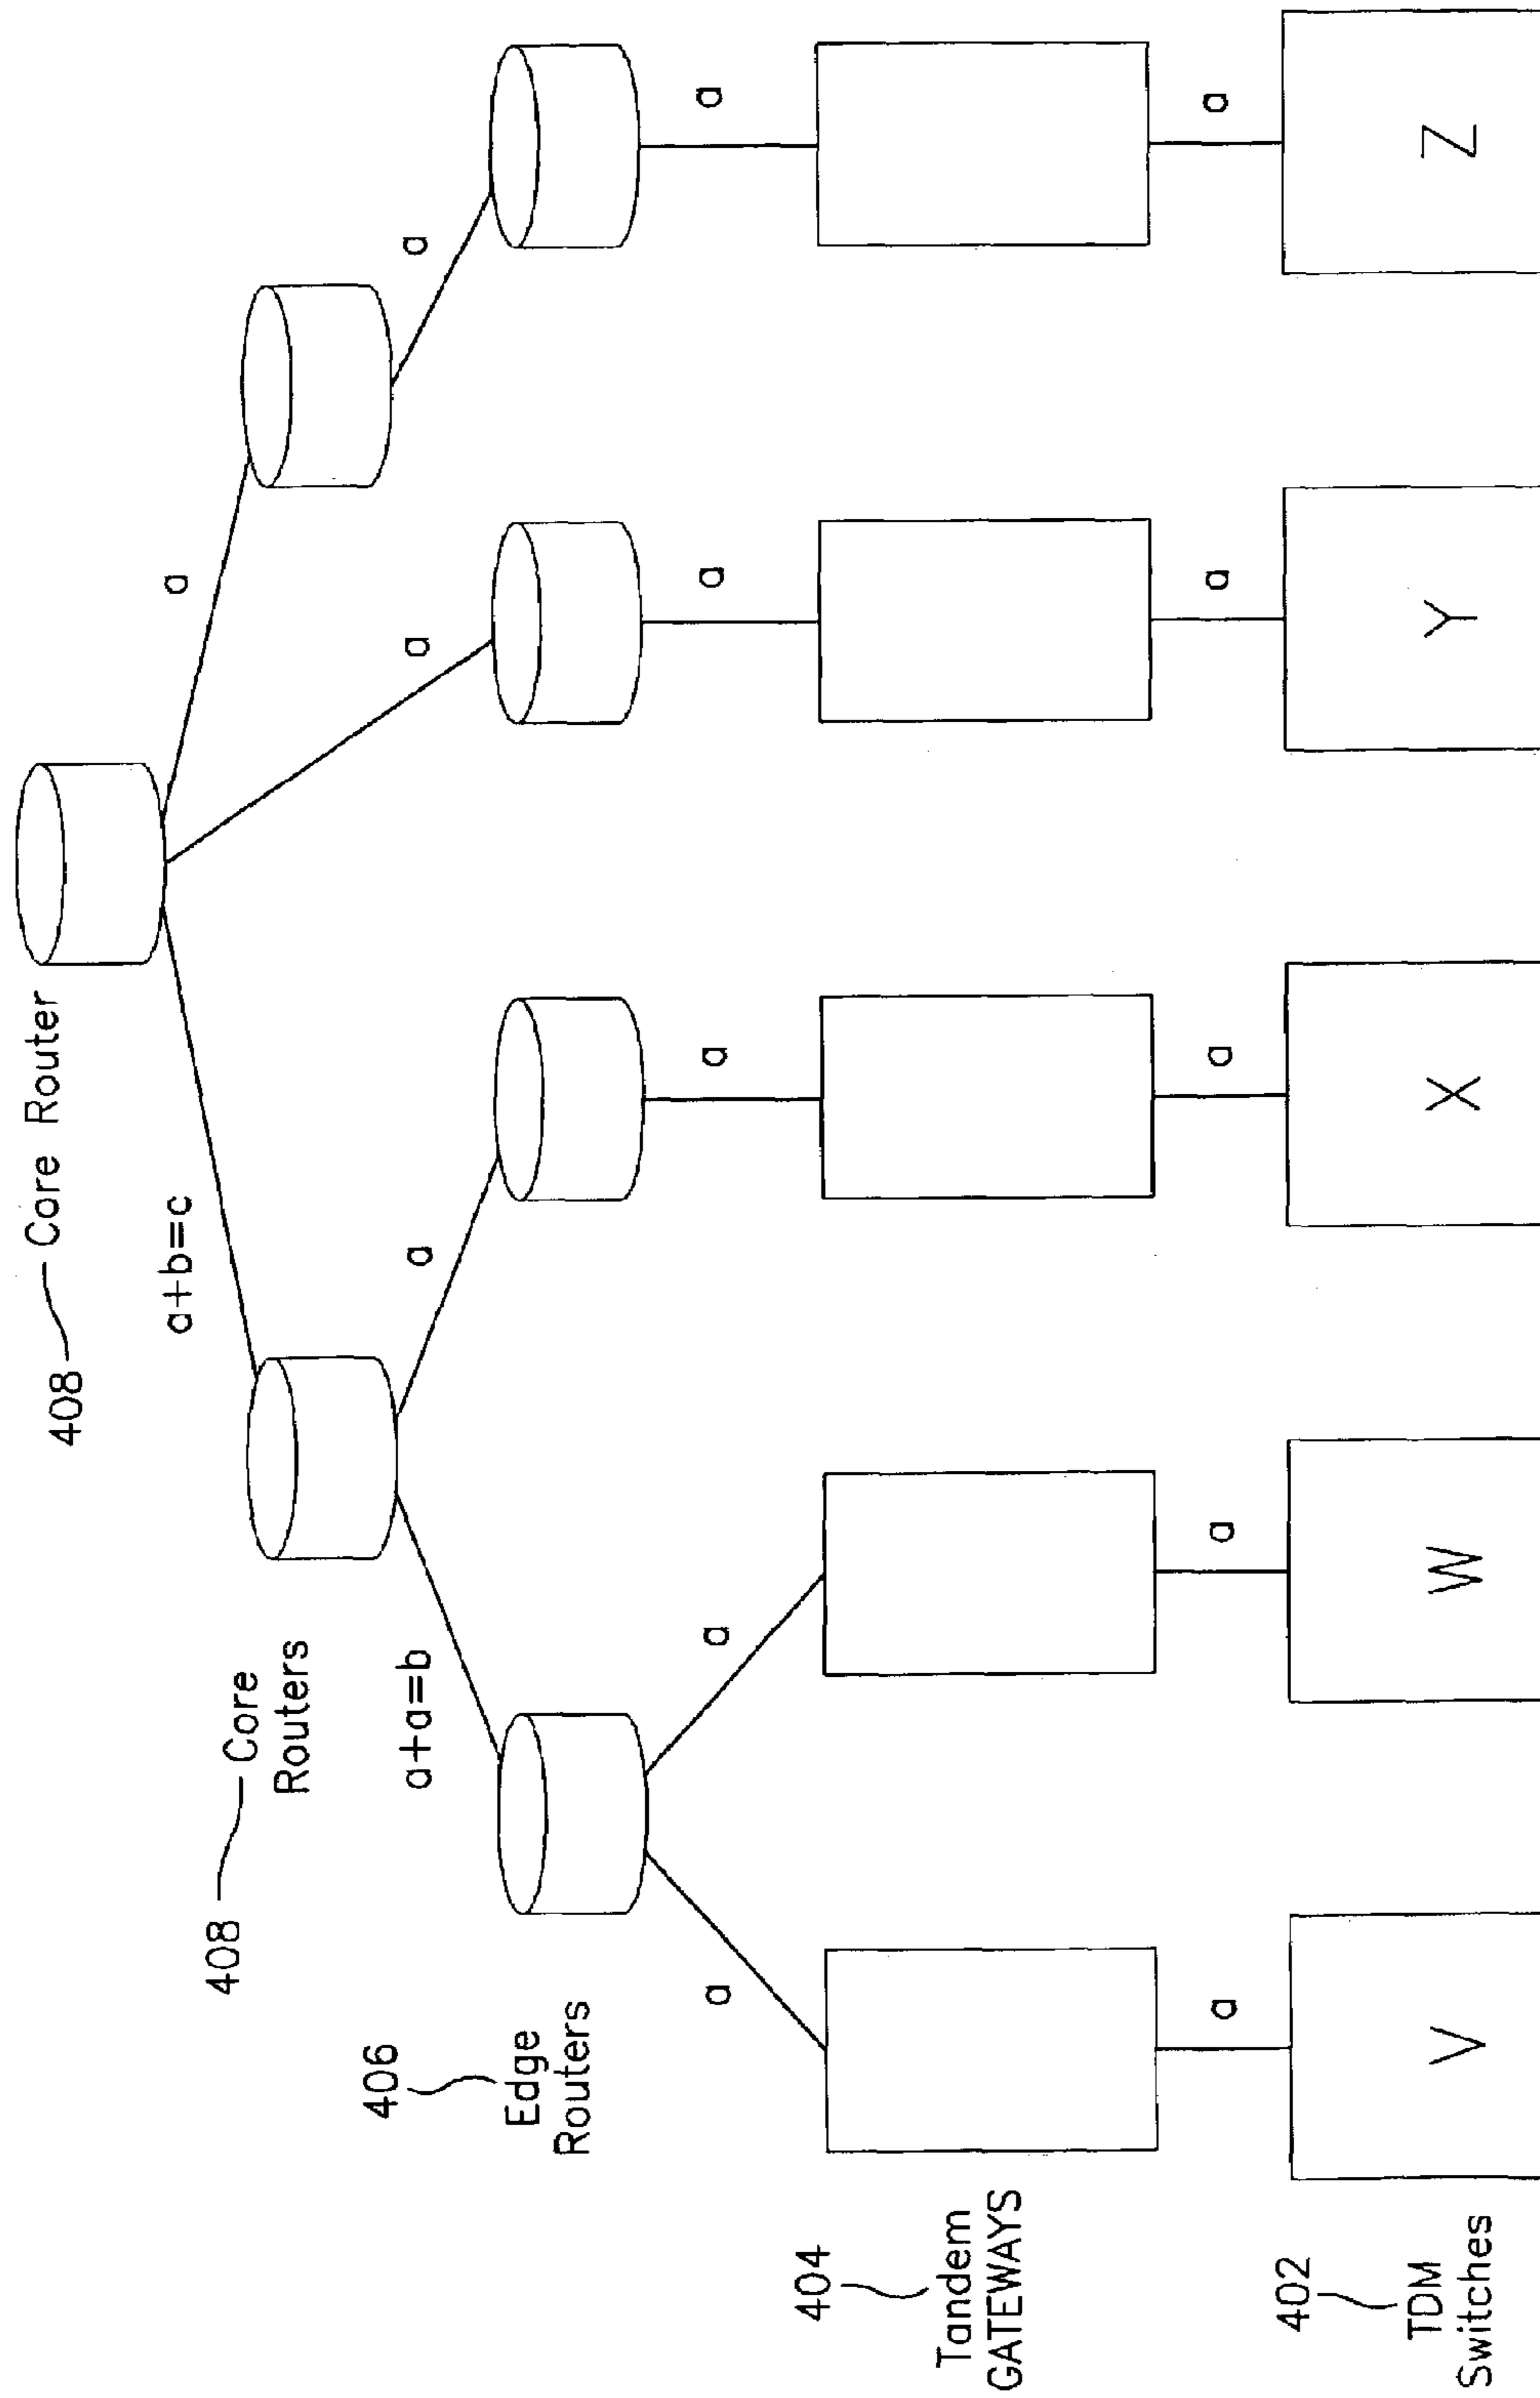 408 Core Router
a+b=c
a
408 Core
Routers
a+a=b
a
a
a
406
Edge
Routers
a
a
a
a
a
404
Tandem
GATEWAYS
a
a
a
a
a
402
TDM
Switches
V
W
X
Y
Z